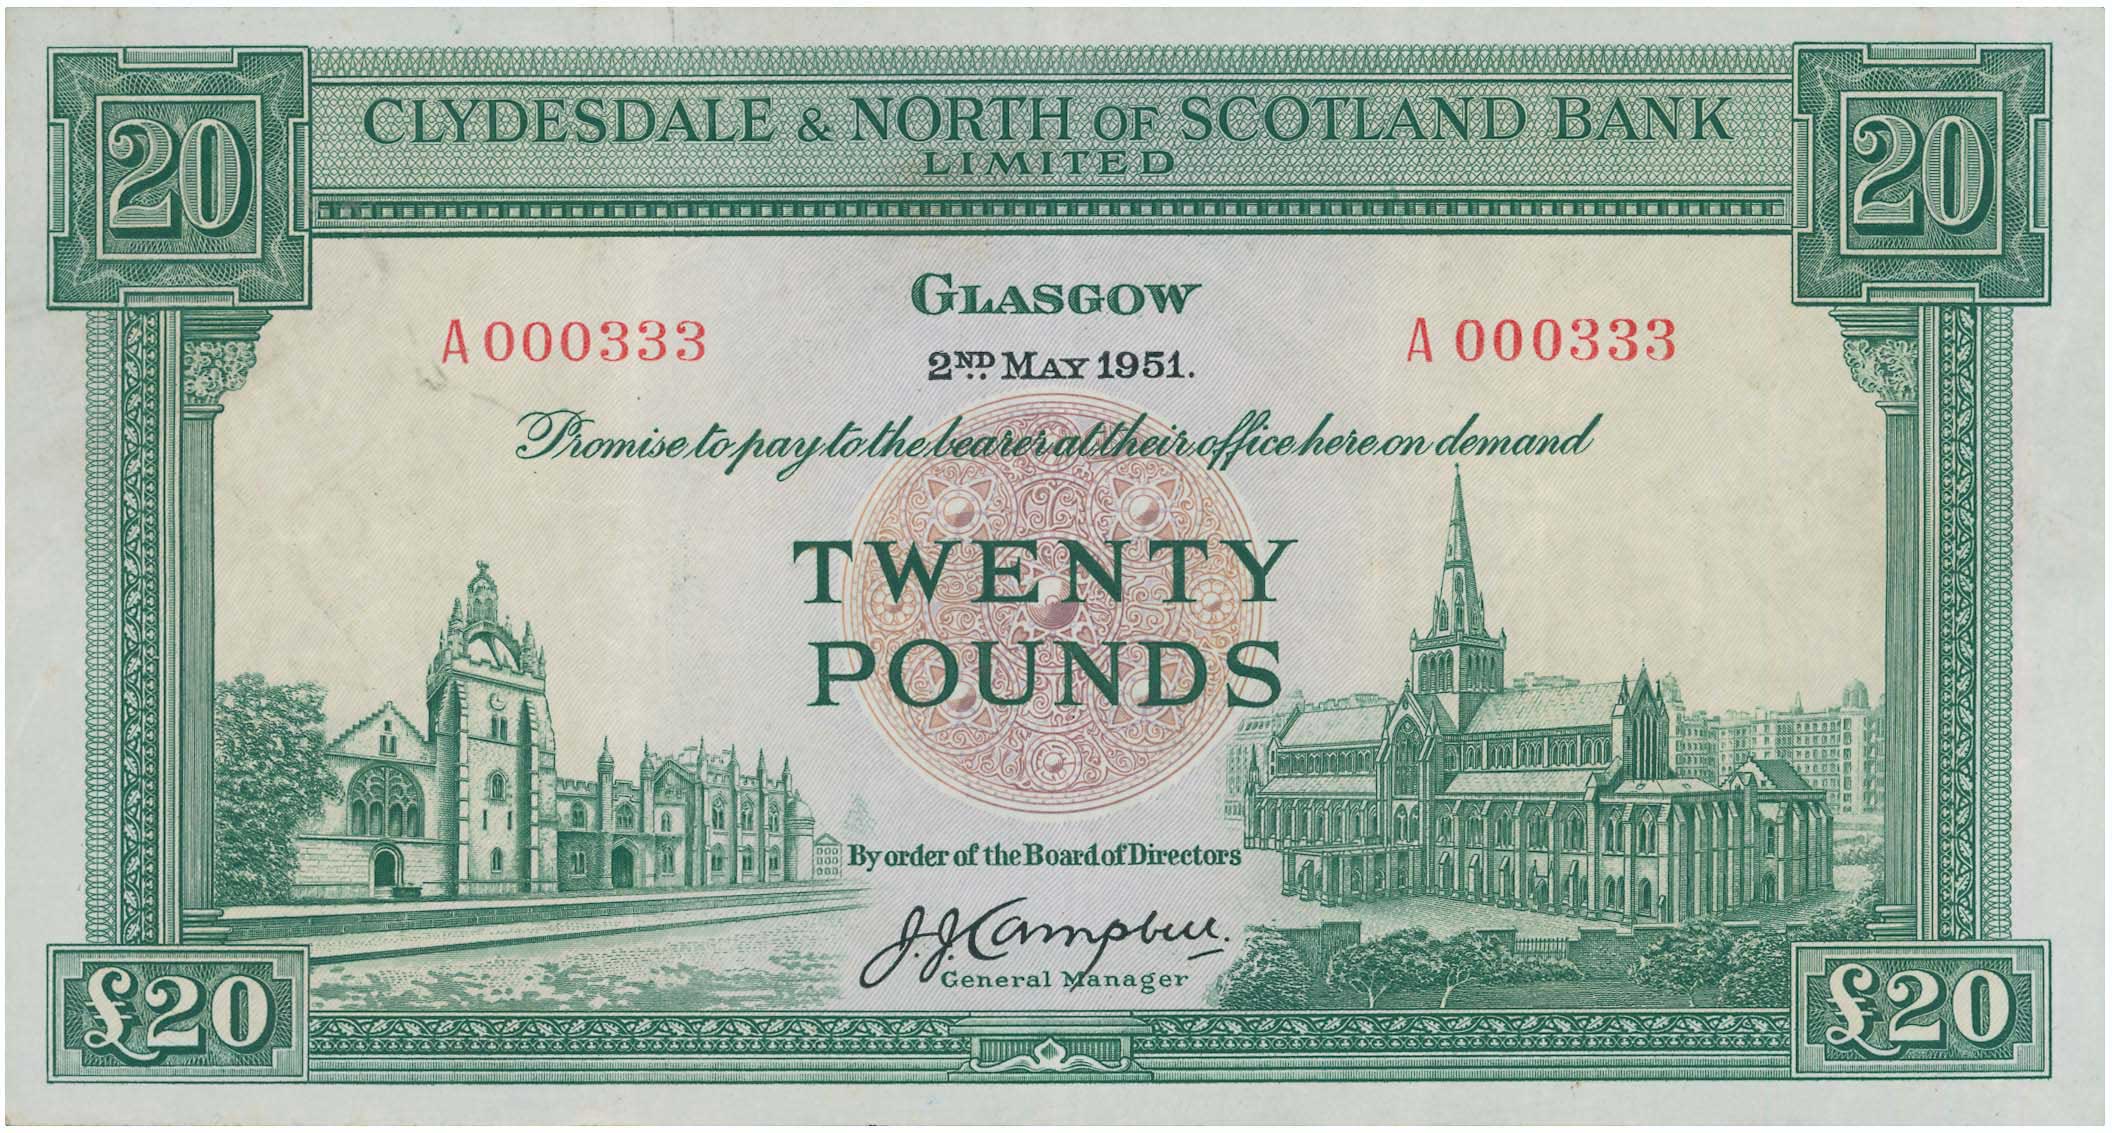 20 CLYDESDALE & NORTH OF SCOTLAND BANK 20
LIMITED
GLASGOW
A 000333 A 000333
2ND MAY 1951.
Promise to pay to the bearer at their office here on demand
TWENTY
POUNDS
By order of the Board of Directors
J. J. Campbell.
General Manager
£20 £20